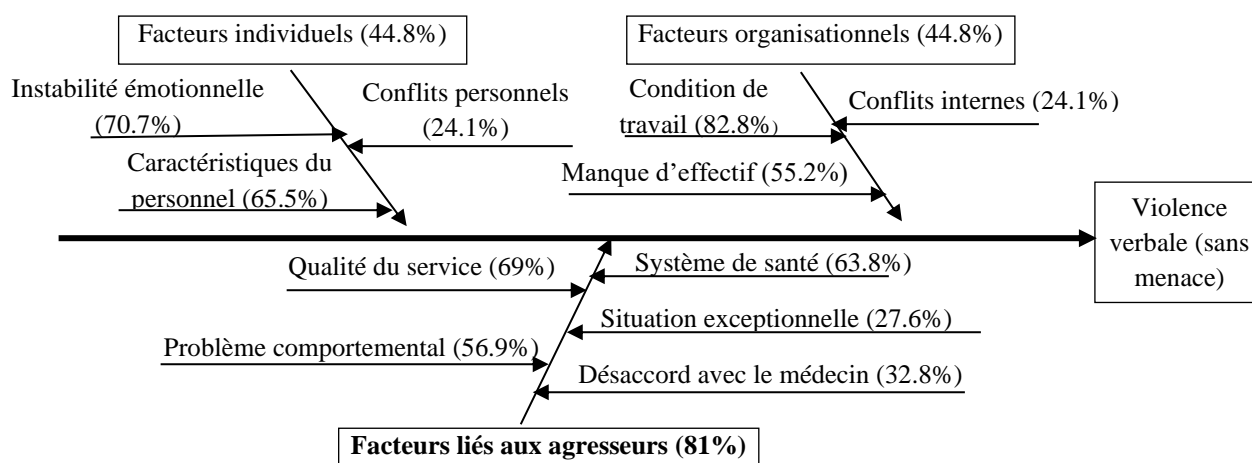 Facteurs individuels (44.8%)
Facteurs organisationnels (44.8%)
Instabilité émotionnelle
(70.7%)
Conflits personnels
(24.1%)
Caractéristiques du
personnel (65.5%)
Condition de
travail (82.8%)
Conflits internes (24.1%)
Manque d’effectif (55.2%)
Violence
verbale (sans
menace)
Qualité du service (69%)
Système de santé (63.8%)
Situation exceptionnelle (27.6%)
Problème comportemental (56.9%)
Désaccord avec le médecin (32.8%)
Facteurs liés aux agresseurs (81%)